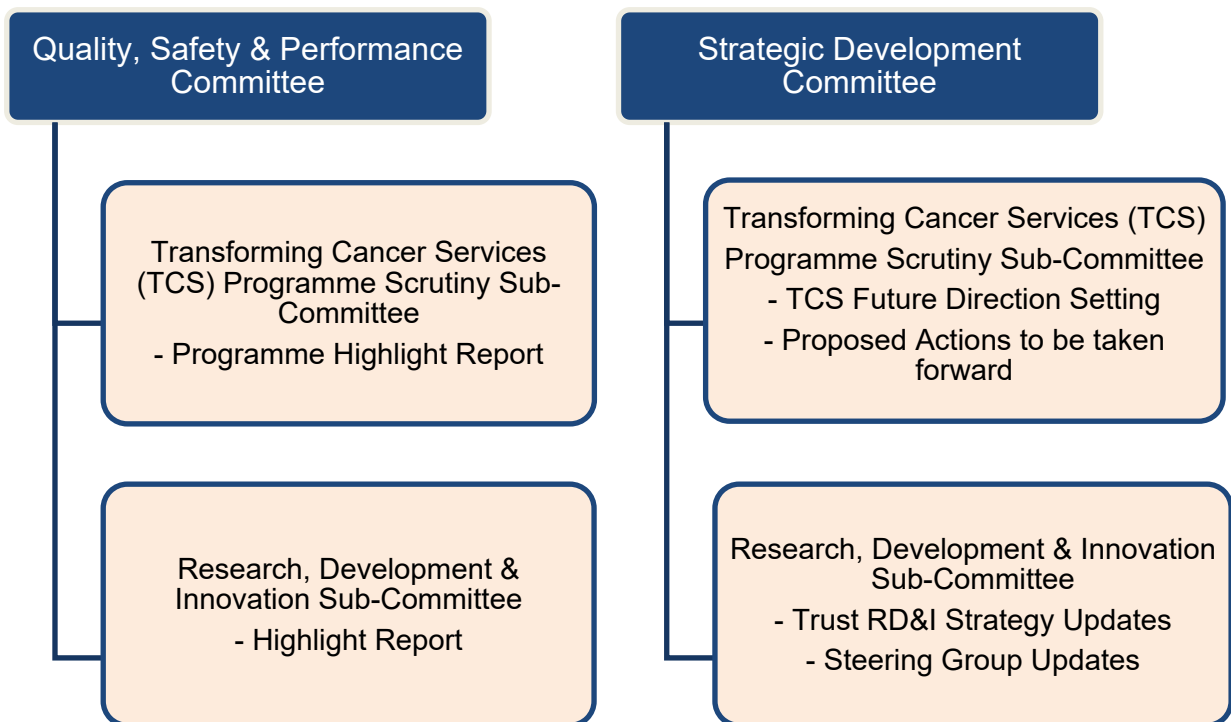 Quality, Safety & Performance
Committee
Transforming Cancer Services
(TCS) Programme Scrutiny Sub-
Committee
- Programme Highlight Report
Research, Development &
Innovation Sub-Committee
- Highlight Report
Strategic Development
Committee
Transforming Cancer Services (TCS)
Programme Scrutiny Sub-Committee
- TCS Future Direction Setting
- Proposed Actions to be taken
forward
Research, Development & Innovation
Sub-Committee
- Trust RD&I Strategy Updates
- Steering Group Updates